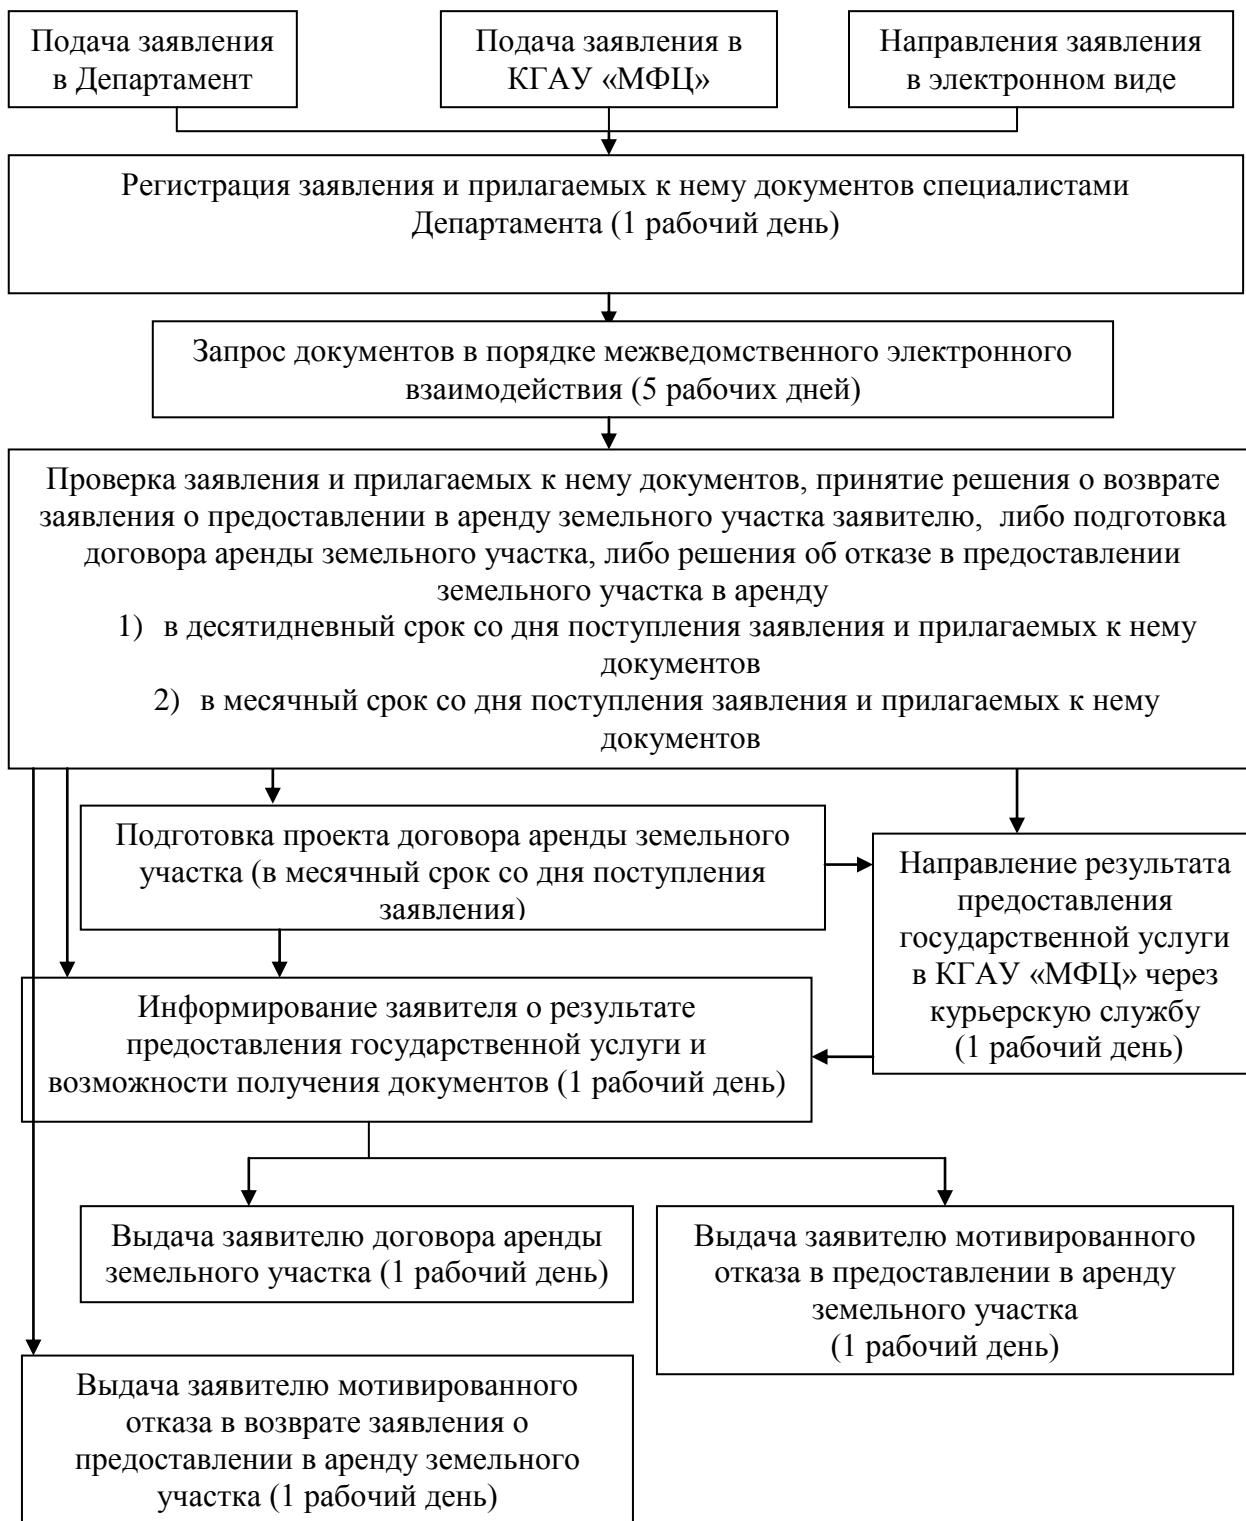 Подача заявления
в Департамент
Подача заявления в
КГАУ «МФЦ»
Направления заявления
в электронном виде
Регистрация заявления и прилагаемых к нему документов специалистами
Департамента (1 рабочий день)
Запрос документов в порядке межведомственного электронного
взаимодействия (5 рабочих дней)
Проверка заявления и прилагаемых к нему документов, принятие решения о возврате
заявления о предоставлении в аренду земельного участка заявителю, либо подготовка
договора аренды земельного участка, либо решения об отказе в предоставлении
земельного участка в аренду
1) в десятидневный срок со дня поступления заявления и прилагаемых к нему
документов
2) в месячный срок со дня поступления заявления и прилагаемых к нему
документов
Подготовка проекта договора аренды земельного
участка (в месячный срок со дня поступления
заявления)
Направление результата
предоставления
государственной услуги
в КГАУ «МФЦ» через
курьерскую службу
(1 рабочий день)
Информирование заявителя о результате
предоставления государственной услуги и
возможности получения документов (1 рабочий день)
Выдача заявителю договора аренды
земельного участка (1 рабочий день)
Выдача заявителю мотивированного
отказа в предоставлении в аренду
земельного участка
(1 рабочий день)
Выдача заявителю мотивированного
отказа в возврате заявления о
предоставлении в аренду земельного
участка (1 рабочий день)